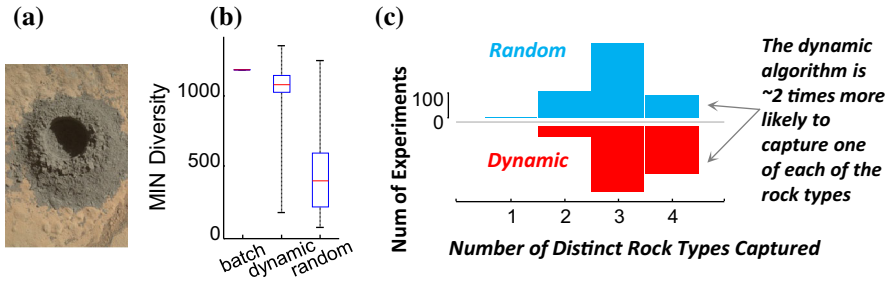 (a)
(b)
MIN Diversity
1000
500
0
batch
dynamic
random
(c)
Num of Experiments
100
0
Random
Dynamic
1 2 3 4
Number of Distinct Rock Types Captured
The dynamic
algorithm is
~2 times more
likely to
capture one
of each of the
rock types